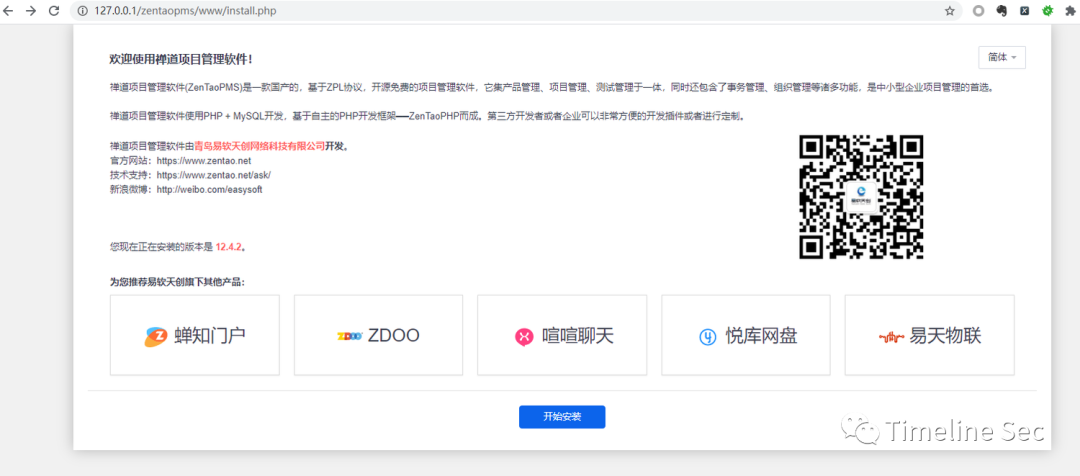 127.0.0.1/zentaopms/www/install.php
欢迎使用禅道项目管理软件!
简体
禅道项目管理软件(ZenTaoPMS)是一款国产的，基于ZPL协议，开源免费的项目管理软件，它集产品管理、项目管理、测试管理于一体，同时还包含了事务管理、组织管理等诸多功能，是中小型企业项目管理的首选。
禅道项目管理软件使用PHP + MySQL开发，基于自主的PHP开发框架──ZenTaoPHP而成。第三方开发者或者企业可以非常方便的开发插件或者进行定制。
禅道项目管理软件由青岛易软天创网络科技有限公司开发。
官方网站：https://www.zentao.net
技术支持：https://www.zentao.net/ask/
新浪微博：http://weibo.com/easysoft
您现在正在安装的版本是 12.4.2。
为您推荐易软天创旗下其他产品：
蝉知门户
ZDOO ZDOO
喧喧聊天
悦库网盘
易天物联
开始安装
Timeline Sec